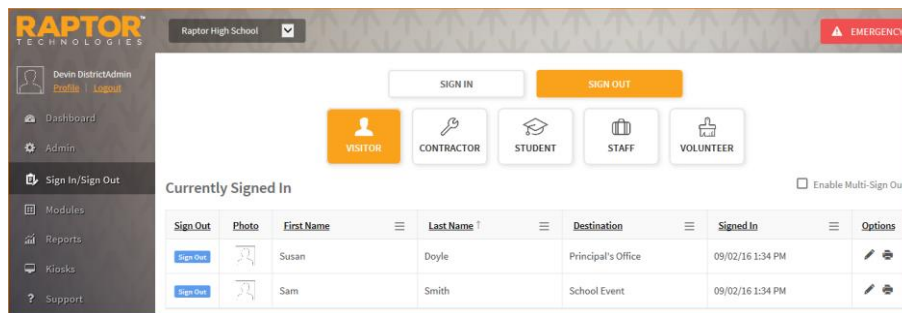 RAPTOR™
TECHNOLOGIES
Raptor High School
EMERGENCY
Devin DistrictAdmin
Profile | Logout
Dashboard
Admin
Sign In/Sign Out
Modules
Reports
Kiosks
? Support
SIGN IN SIGN OUT
VISITOR CONTRACTOR STUDENT STAFF VOLUNTEER
Currently Signed In
Enable Multi-Sign Ou
Sign Out Photo First Name Last Name ↑ Destination Signed In Options
Sign Out Susan Doyle Principal's Office 09/02/16 1:34 PM
Sign Out Sam Smith School Event 09/02/16 1:34 PM